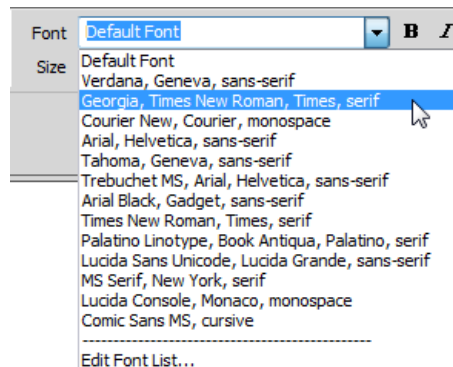 Font Default Font B I
Size
Default Font
Verdana, Geneva, sans-serif
Georgia, Times New Roman, Times, serif
Courier New, Courier, monospace
Arial, Helvetica, sans-serif
Tahoma, Geneva, sans-serif
Trebuchet MS, Arial, Helvetica, sans-serif
Arial Black, Gadget, sans-serif
Times New Roman, Times, serif
Palatino Linotype, Book Antiqua, Palatino, serif
Lucida Sans Unicode, Lucida Grande, sans-serif
MS Serif, New York, serif
Lucida Console, Monaco, monospace
Comic Sans MS, cursive
--------------------------------------------
Edit Font List...